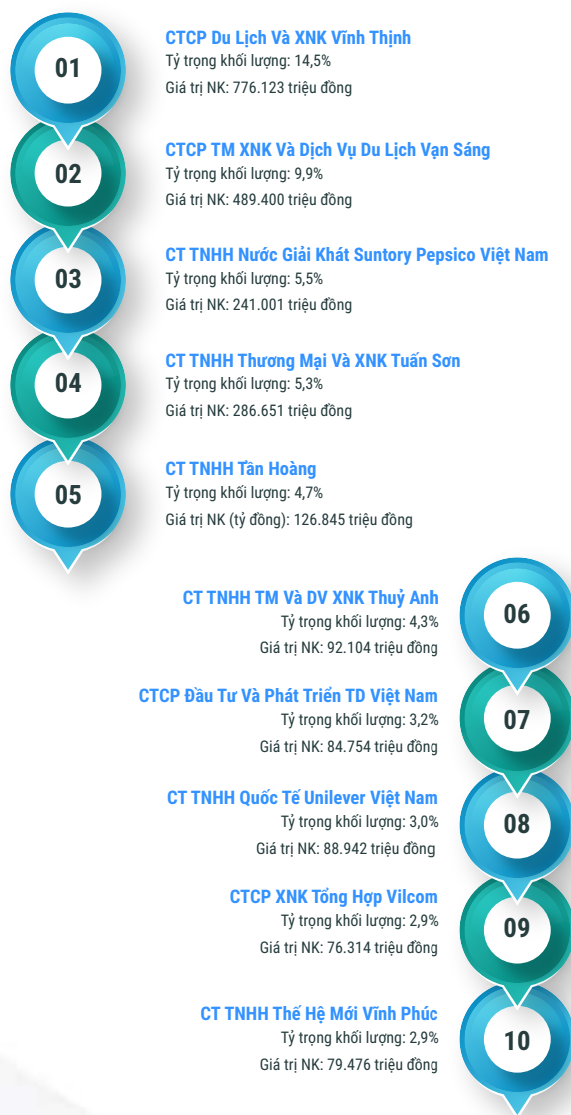 01
CTCP Du Lịch Và XNK Vĩnh Thịnh
Tỷ trọng khối lượng: 14,5%
Giá trị NK: 776.123 triệu đồng
02
CTCP TM XNK Và Dịch Vụ Du Lịch Vạn Sáng
Tỷ trọng khối lượng: 9,9%
Giá trị NK: 489.400 triệu đồng
03
CT TNHH Nước Giải Khát Suntory Pepsico Việt Nam
Tỷ trọng khối lượng: 5,5%
Giá trị NK: 241.001 triệu đồng
04
CT TNHH Thương Mại Và XNK Tuấn Sơn
Tỷ trọng khối lượng: 5,3%
Giá trị NK: 286.651 triệu đồng
05
CT TNHH Tân Hoàng
Tỷ trọng khối lượng: 4,7%
Giá trị NK (tỷ đồng): 126.845 triệu đồng
06
CT TNHH TM Và DV XNK Thuỷ Anh
Tỷ trọng khối lượng: 4,3%
Giá trị NK: 92.104 triệu đồng
07
CTCP Đầu Tư Và Phát Triển TD Việt Nam
Tỷ trọng khối lượng: 3,2%
Giá trị NK: 84.754 triệu đồng
08
CT TNHH Quốc Tế Unilever Việt Nam
Tỷ trọng khối lượng: 3,0%
Giá trị NK: 88.942 triệu đồng
09
CTCP XNK Tổng Hợp Vilcom
Tỷ trọng khối lượng: 2,9%
Giá trị NK: 76.314 triệu đồng
10
CT TNHH Thế Hệ Mới Vĩnh Phúc
Tỷ trọng khối lượng: 2,9%
Giá trị NK: 79.476 triệu đồng